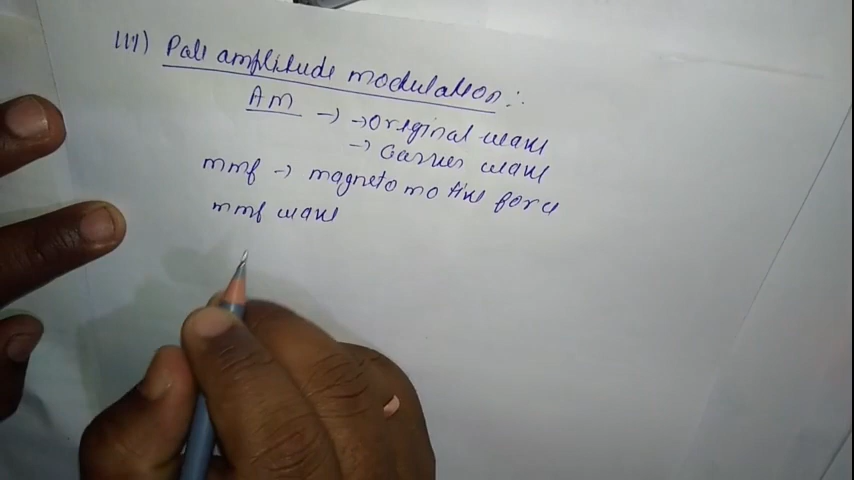 III) Pole amplitude modulation :-
AM → → Original wave
→ Carrier wave
mmf → magneto motive force
mmf wave